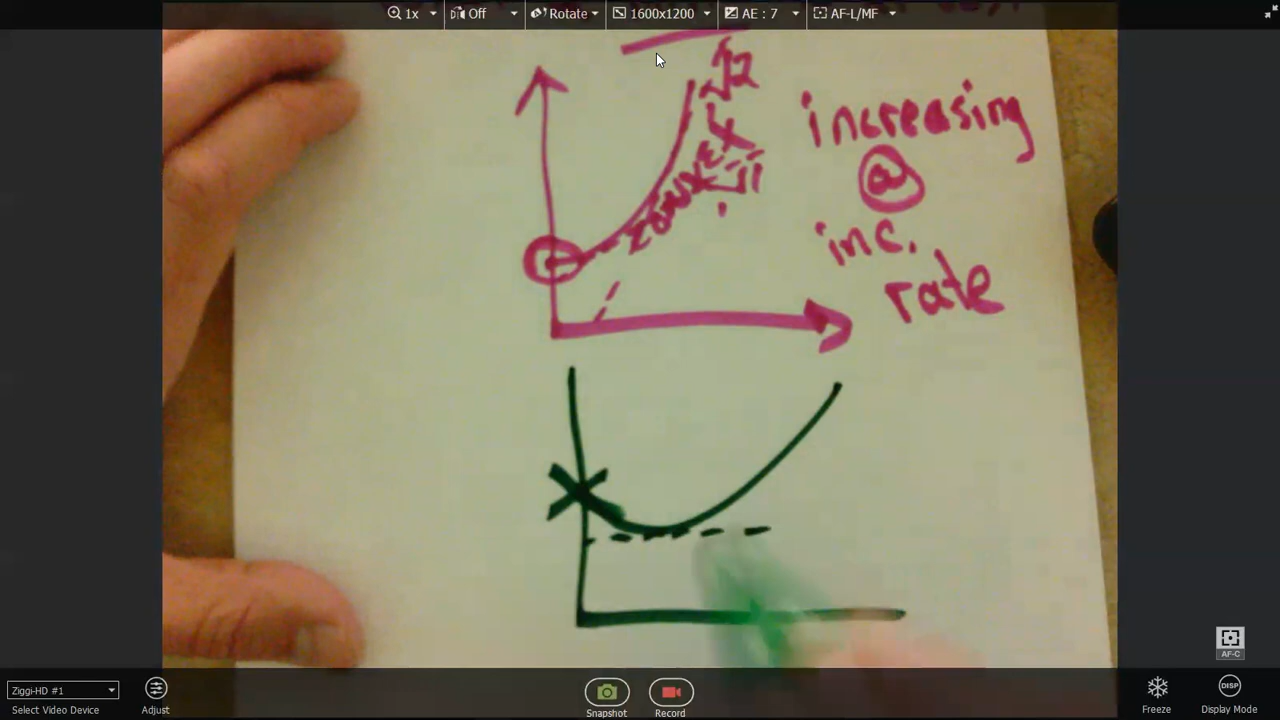 1x
Off
Rotate
1600x1200
AE : 7
AF-L/MF
increasing
@
inc.
rate
convex
AF-C
Ziggi-HD #1
Select Video Device
Adjust
Snapshot
Record
Freeze
DISP
Display Mode